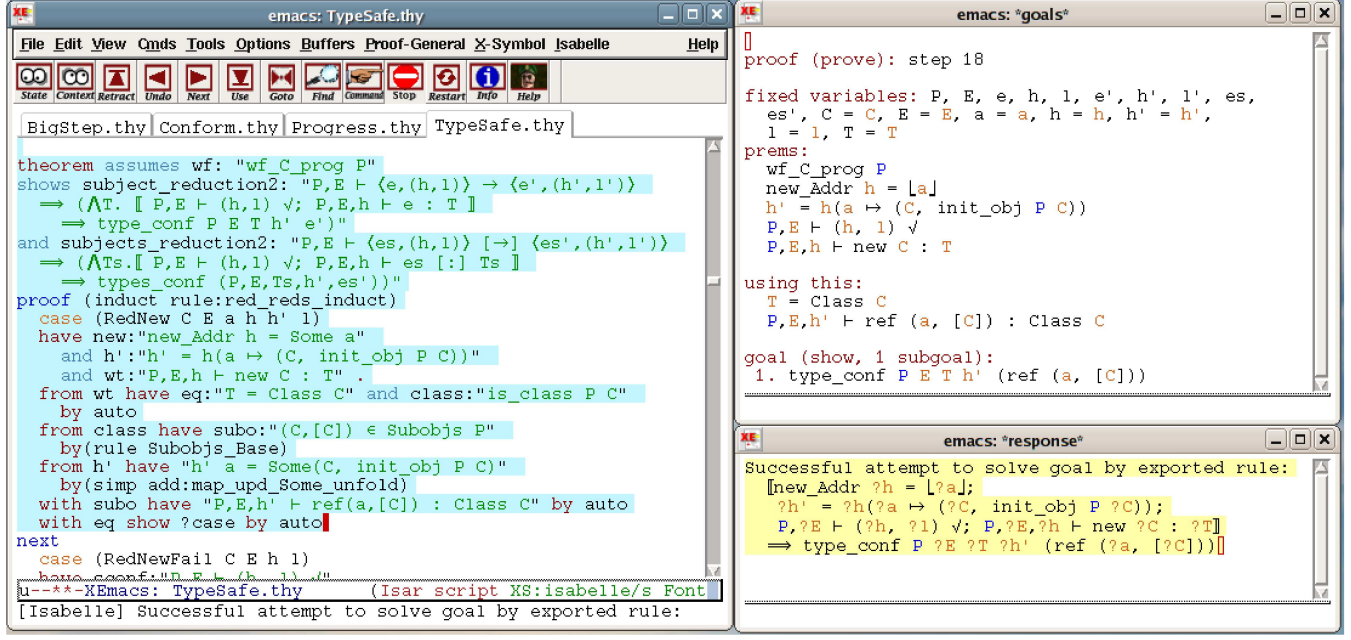 emacs: TypeSafe.thy
File Edit View Cmds Tools Options Buffers Proof-General X-Symbol Isabelle Help
State Context Retract Undo Next Use Goto Find Command Stop Restart Info Help
BigStep.thy Conform.thy Progress.thy TypeSafe.thy
theorem assumes wf: "wf_C_prog P"
shows subject_reduction2: "P,E ⊢ ⟨e,(h,l)⟩ → ⟨e',(h',l')⟩
⟹ (⋀T. ⟦ P,E ⊢ (h,l) √; P,E,h ⊢ e : T ⟧
⟹ type_conf P E T h' e')"
and subjects_reduction2: "P,E ⊢ ⟨es,(h,l)⟩ [→] ⟨es',(h',l')⟩
⟹ (⋀Ts.⟦ P,E ⊢ (h,l) √; P,E,h ⊢ es [:] Ts ⟧
⟹ types_conf (P,E,Ts,h',es'))"
proof (induct rule:red_reds_induct)
case (RedNew C E a h h' l)
have new:"new_Addr h = Some a"
and h':"h' = h(a ↦ (C, init_obj P C))"
and wt:"P,E,h ⊢ new C : T" .
from wt have eq:"T = Class C" and class:"is_class P C"
by auto
from class have subo:"(C,[C]) ∈ Subobjs P"
by(rule Subobjs_Base)
from h' have "h' a = Some(C, init_obj P C)"
by(simp add:map_upd_Some_unfold)
with subo have "P,E,h' ⊢ ref(a,[C]) : Class C" by auto
with eq show ?case by auto
next
case (RedNewFail C E h l)
have sconf:"P,E ⊢ (h, l) √"
u--**-XEmacs: TypeSafe.thy (Isar script XS:isabelle/s Font
[Isabelle] Successful attempt to solve goal by exported rule:
emacs: *goals*
proof (prove): step 18
fixed variables: P, E, e, h, l, e', h', l', es,
es', C = C, E = E, a = a, h = h, h' = h',
l = l, T = T
prems:
wf_C_prog P
new_Addr h = ⌊a⌋
h' = h(a ↦ (C, init_obj P C))
P,E ⊢ (h, l) √
P,E,h ⊢ new C : T
using this:
T = Class C
P,E,h' ⊢ ref (a, [C]) : Class C
goal (show, 1 subgoal):
1. type_conf P E T h' (ref (a, [C]))
emacs: *response*
Successful attempt to solve goal by exported rule:
⟦new_Addr ?h = ⌊?a⌋;
?h' = ?h(?a ↦ (?C, init_obj P ?C));
P,?E ⊢ (?h, ?l) √; P,?E,?h ⊢ new ?C : ?T⟧
⟹ type_conf P ?E ?T ?h' (ref (?a, [?C]))